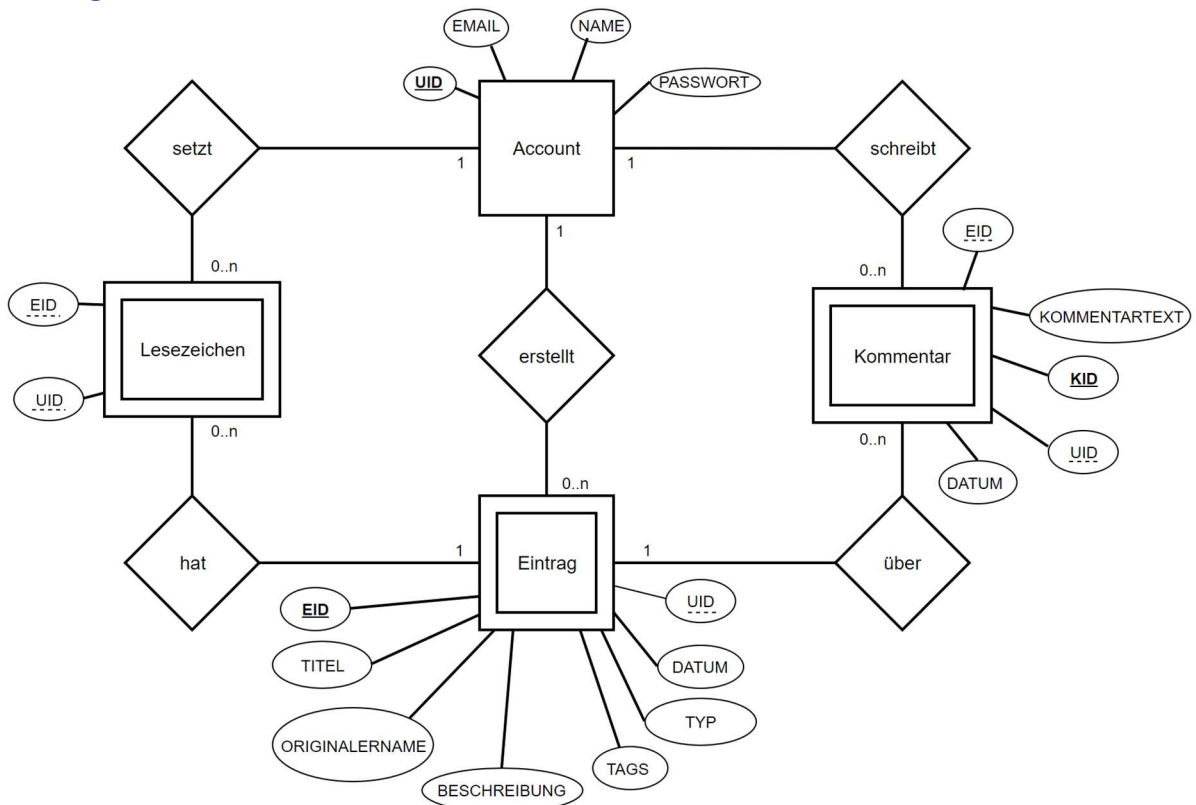 EMAIL
NAME
UID
PASSWORT
setzt
Account
schreibt
1
1
1
EID
0..n
0..n
EID
KOMMENTARTEXT
Lesezeichen
erstellt
Kommentar
KID
UID
0..n
0..n
UID
DATUM
0..n
hat
1
Eintrag
1
über
EID
UID
TITEL
DATUM
TYP
ORIGINALERNAME
TAGS
BESCHREIBUNG